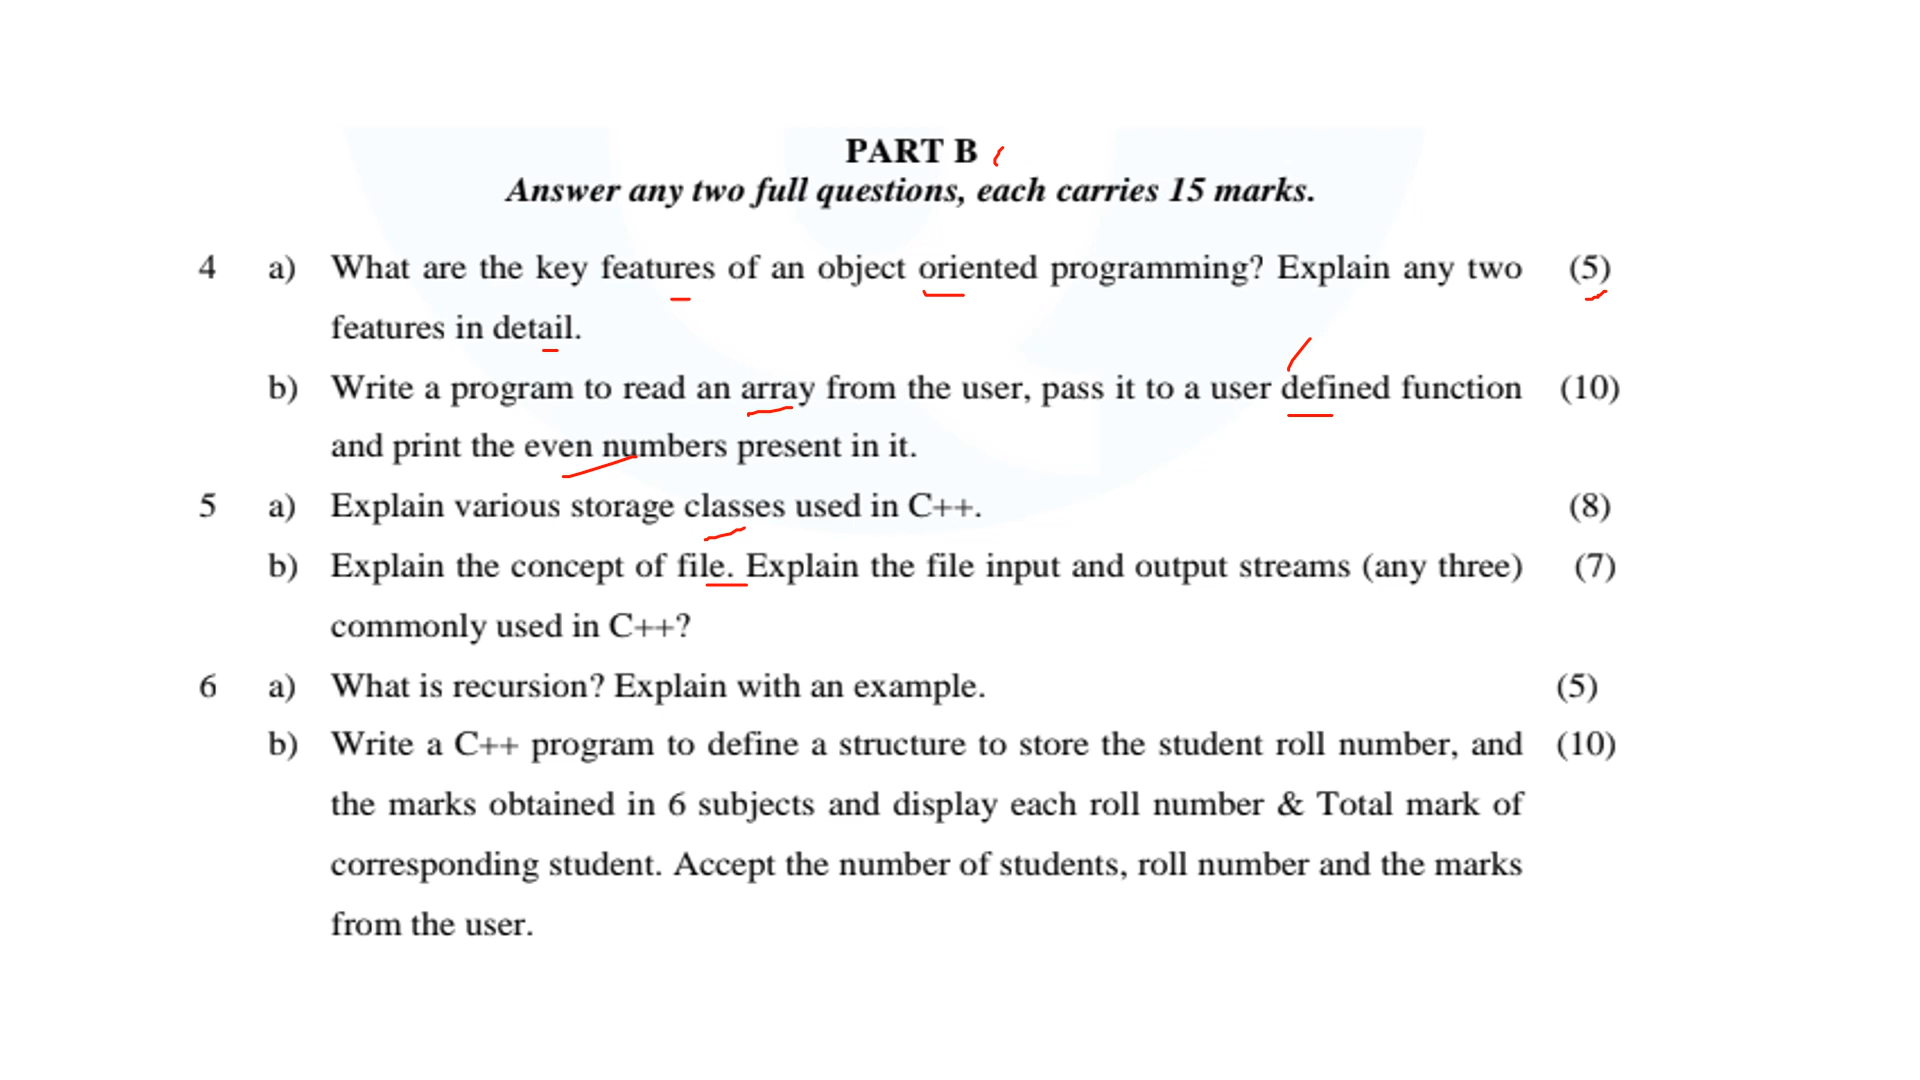 PART B
Answer any two full questions, each carries 15 marks.
4 a) What are the key features of an object oriented programming? Explain any two (5)
features in detail.
b) Write a program to read an array from the user, pass it to a user defined function (10)
and print the even numbers present in it.
5 a) Explain various storage classes used in C++. (8)
b) Explain the concept of file. Explain the file input and output streams (any three) (7)
commonly used in C++?
6 a) What is recursion? Explain with an example. (5)
b) Write a C++ program to define a structure to store the student roll number, and (10)
the marks obtained in 6 subjects and display each roll number & Total mark of
corresponding student. Accept the number of students, roll number and the marks
from the user.